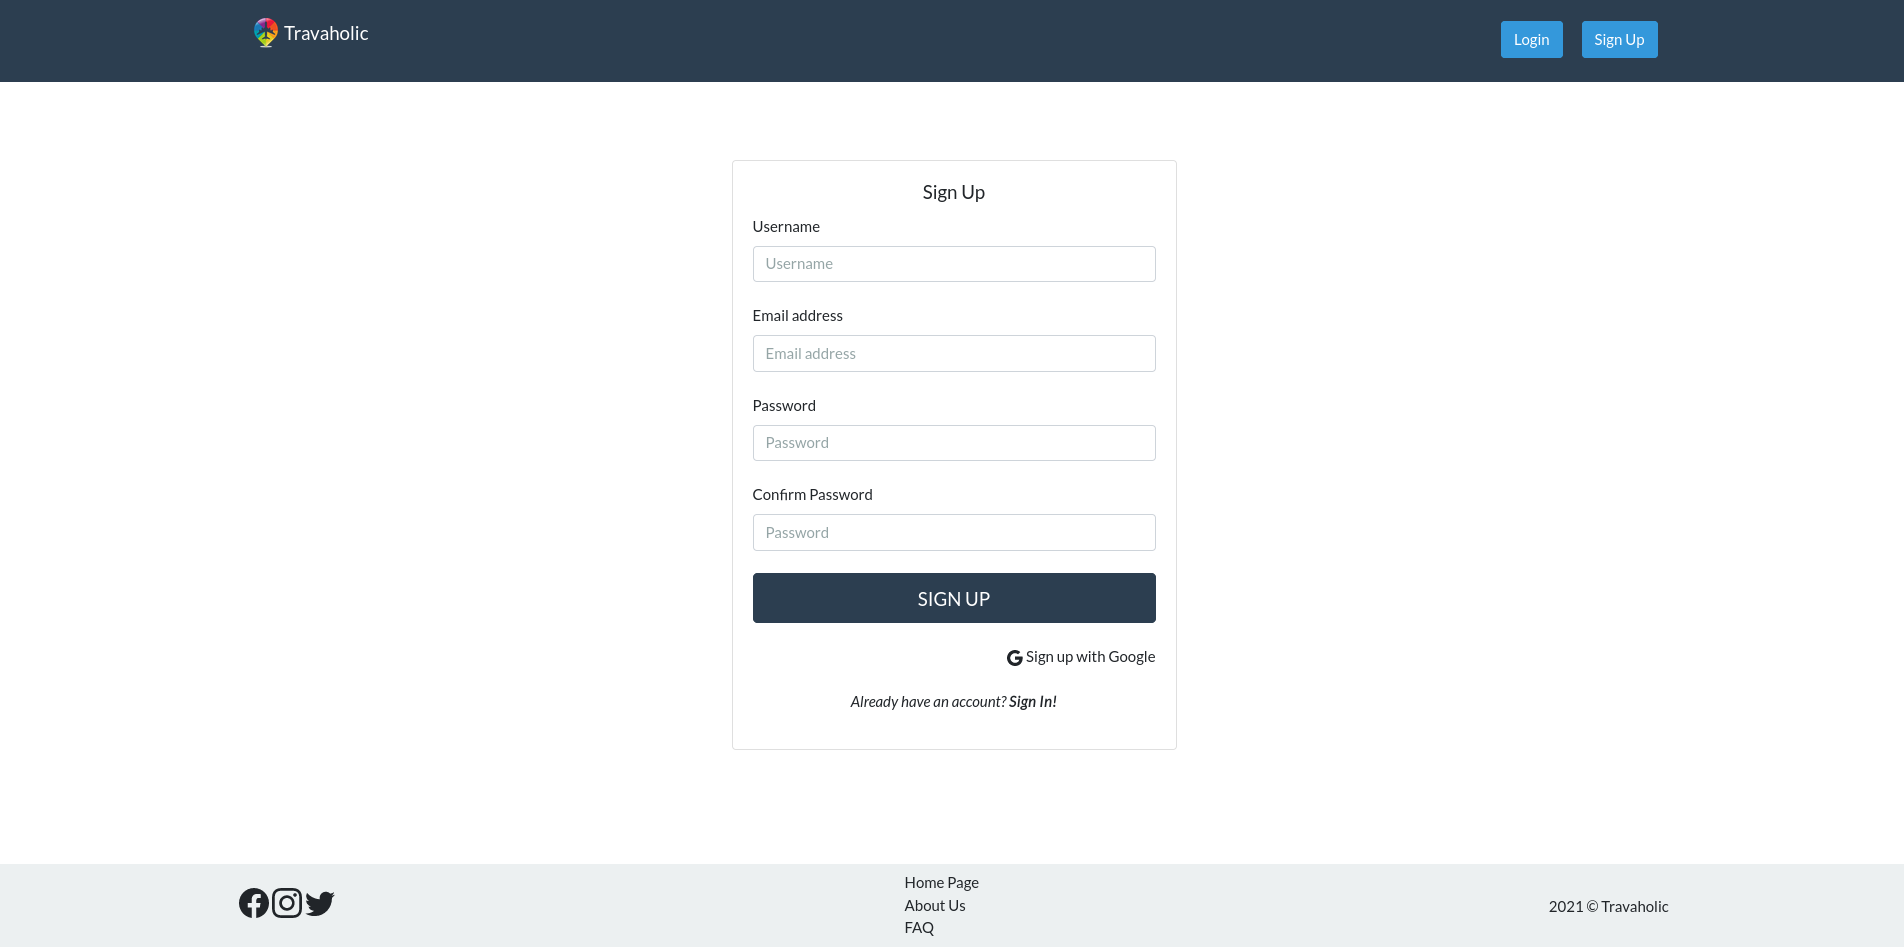 Travaholic
Login
Sign Up
Sign Up
Username
Username
Email address
Email address
Password
Password
Confirm Password
Password
SIGN UP
Sign up with Google
Already have an account? Sign In!
Home Page
About Us
FAQ
2021 © Travaholic